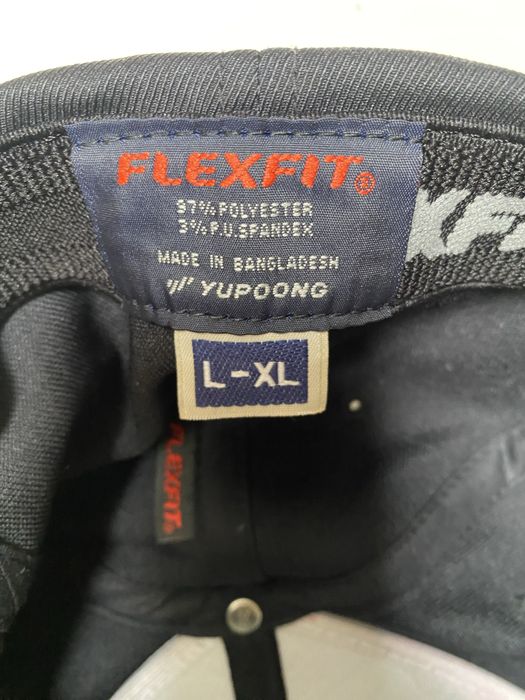 FLEXFIT®
97% POLYESTER
3% P.U.SPANDEX
MADE IN BANGLADESH
YUPOONG
L-XL
FLEXFIT®